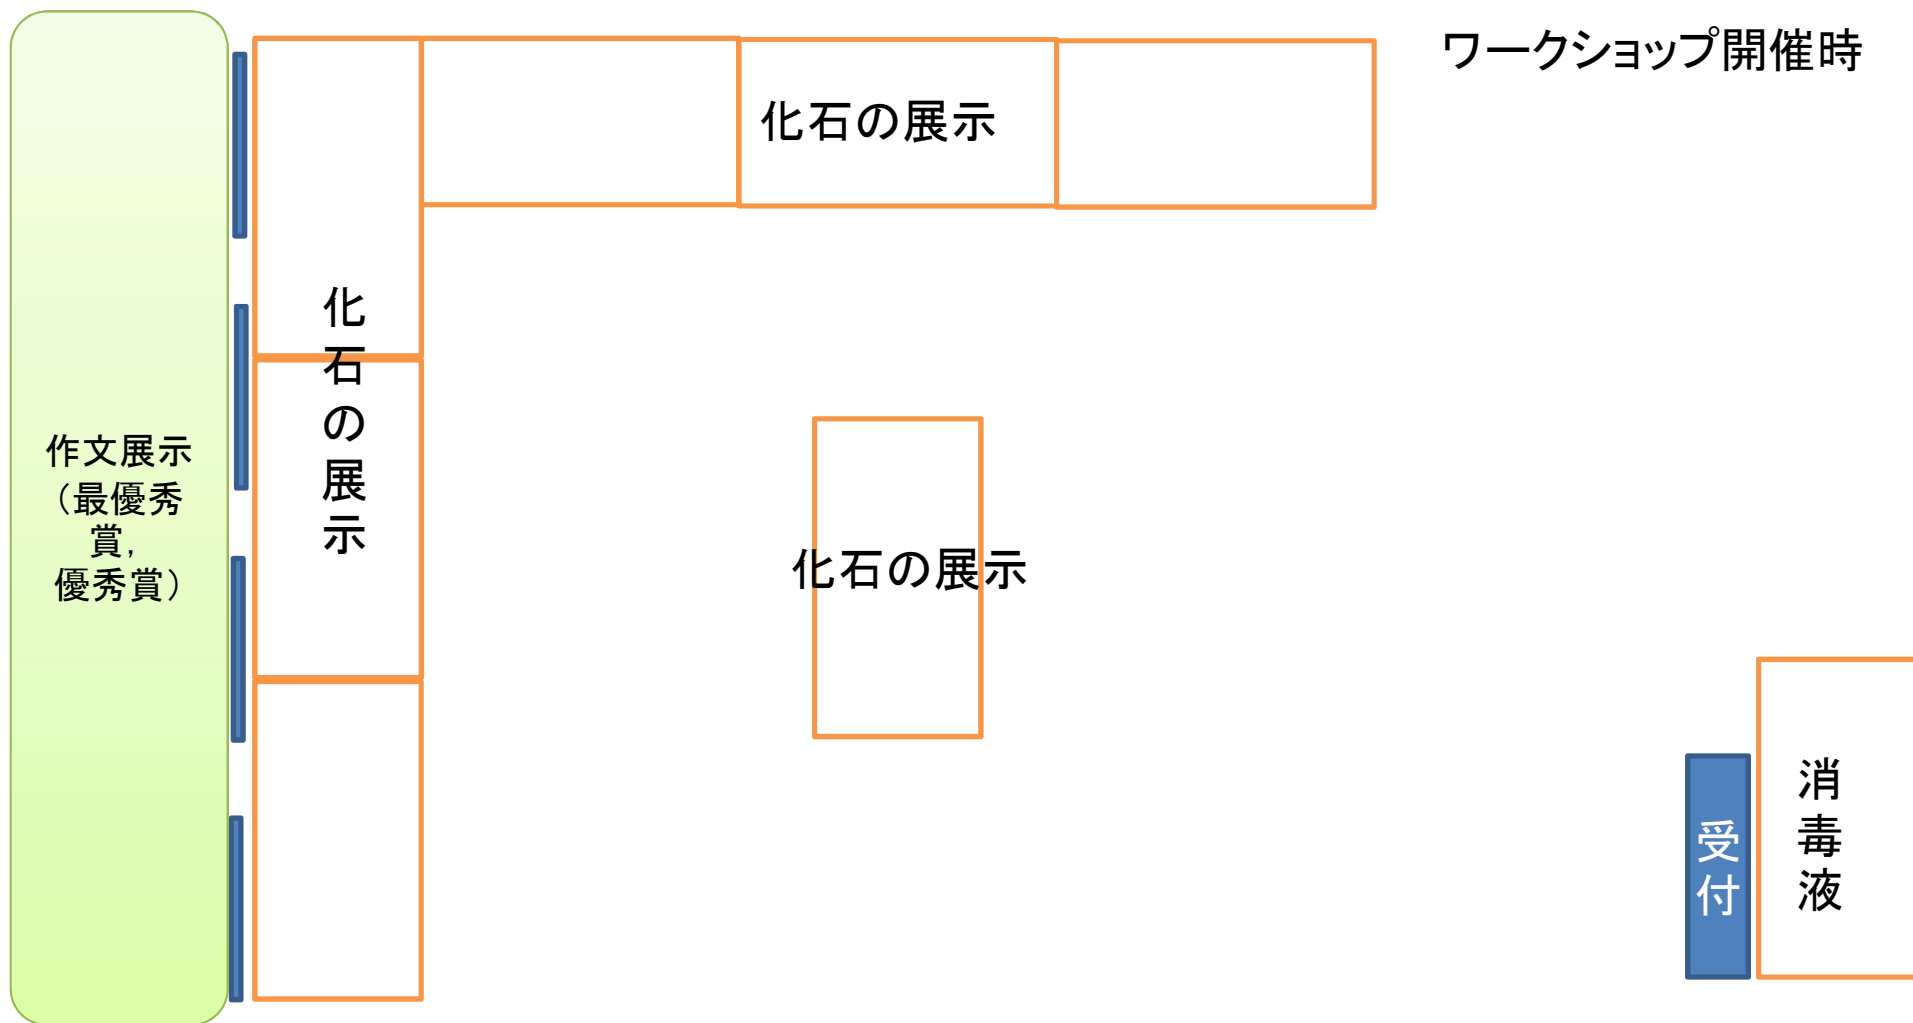 ワークショップ開催時
化石の展示
化石の展示
作文展示
（最優秀
賞，
優秀賞）
化石の展示
受付
消毒液